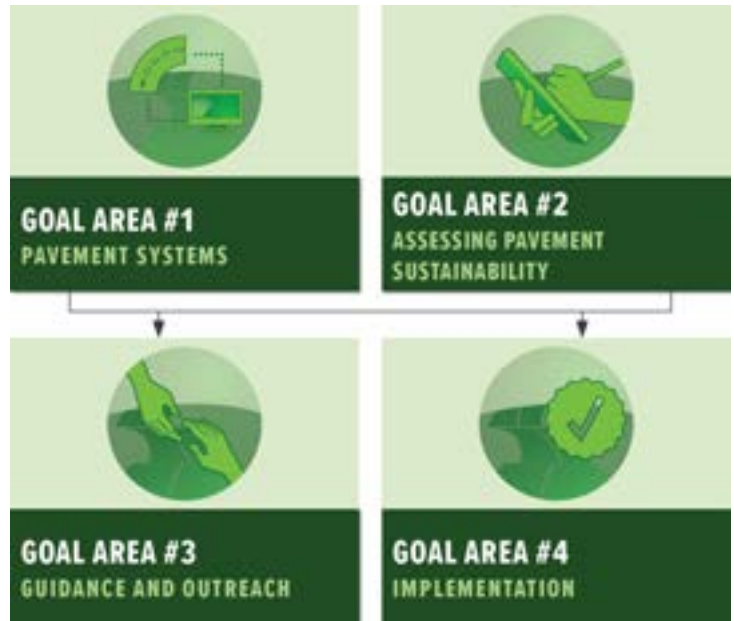 GOAL AREA #1
PAVEMENT SYSTEMS
GOAL AREA #2
ASSESSING PAVEMENT
SUSTAINABILITY
GOAL AREA #3
GUIDANCE AND OUTREACH
GOAL AREA #4
IMPLEMENTATION